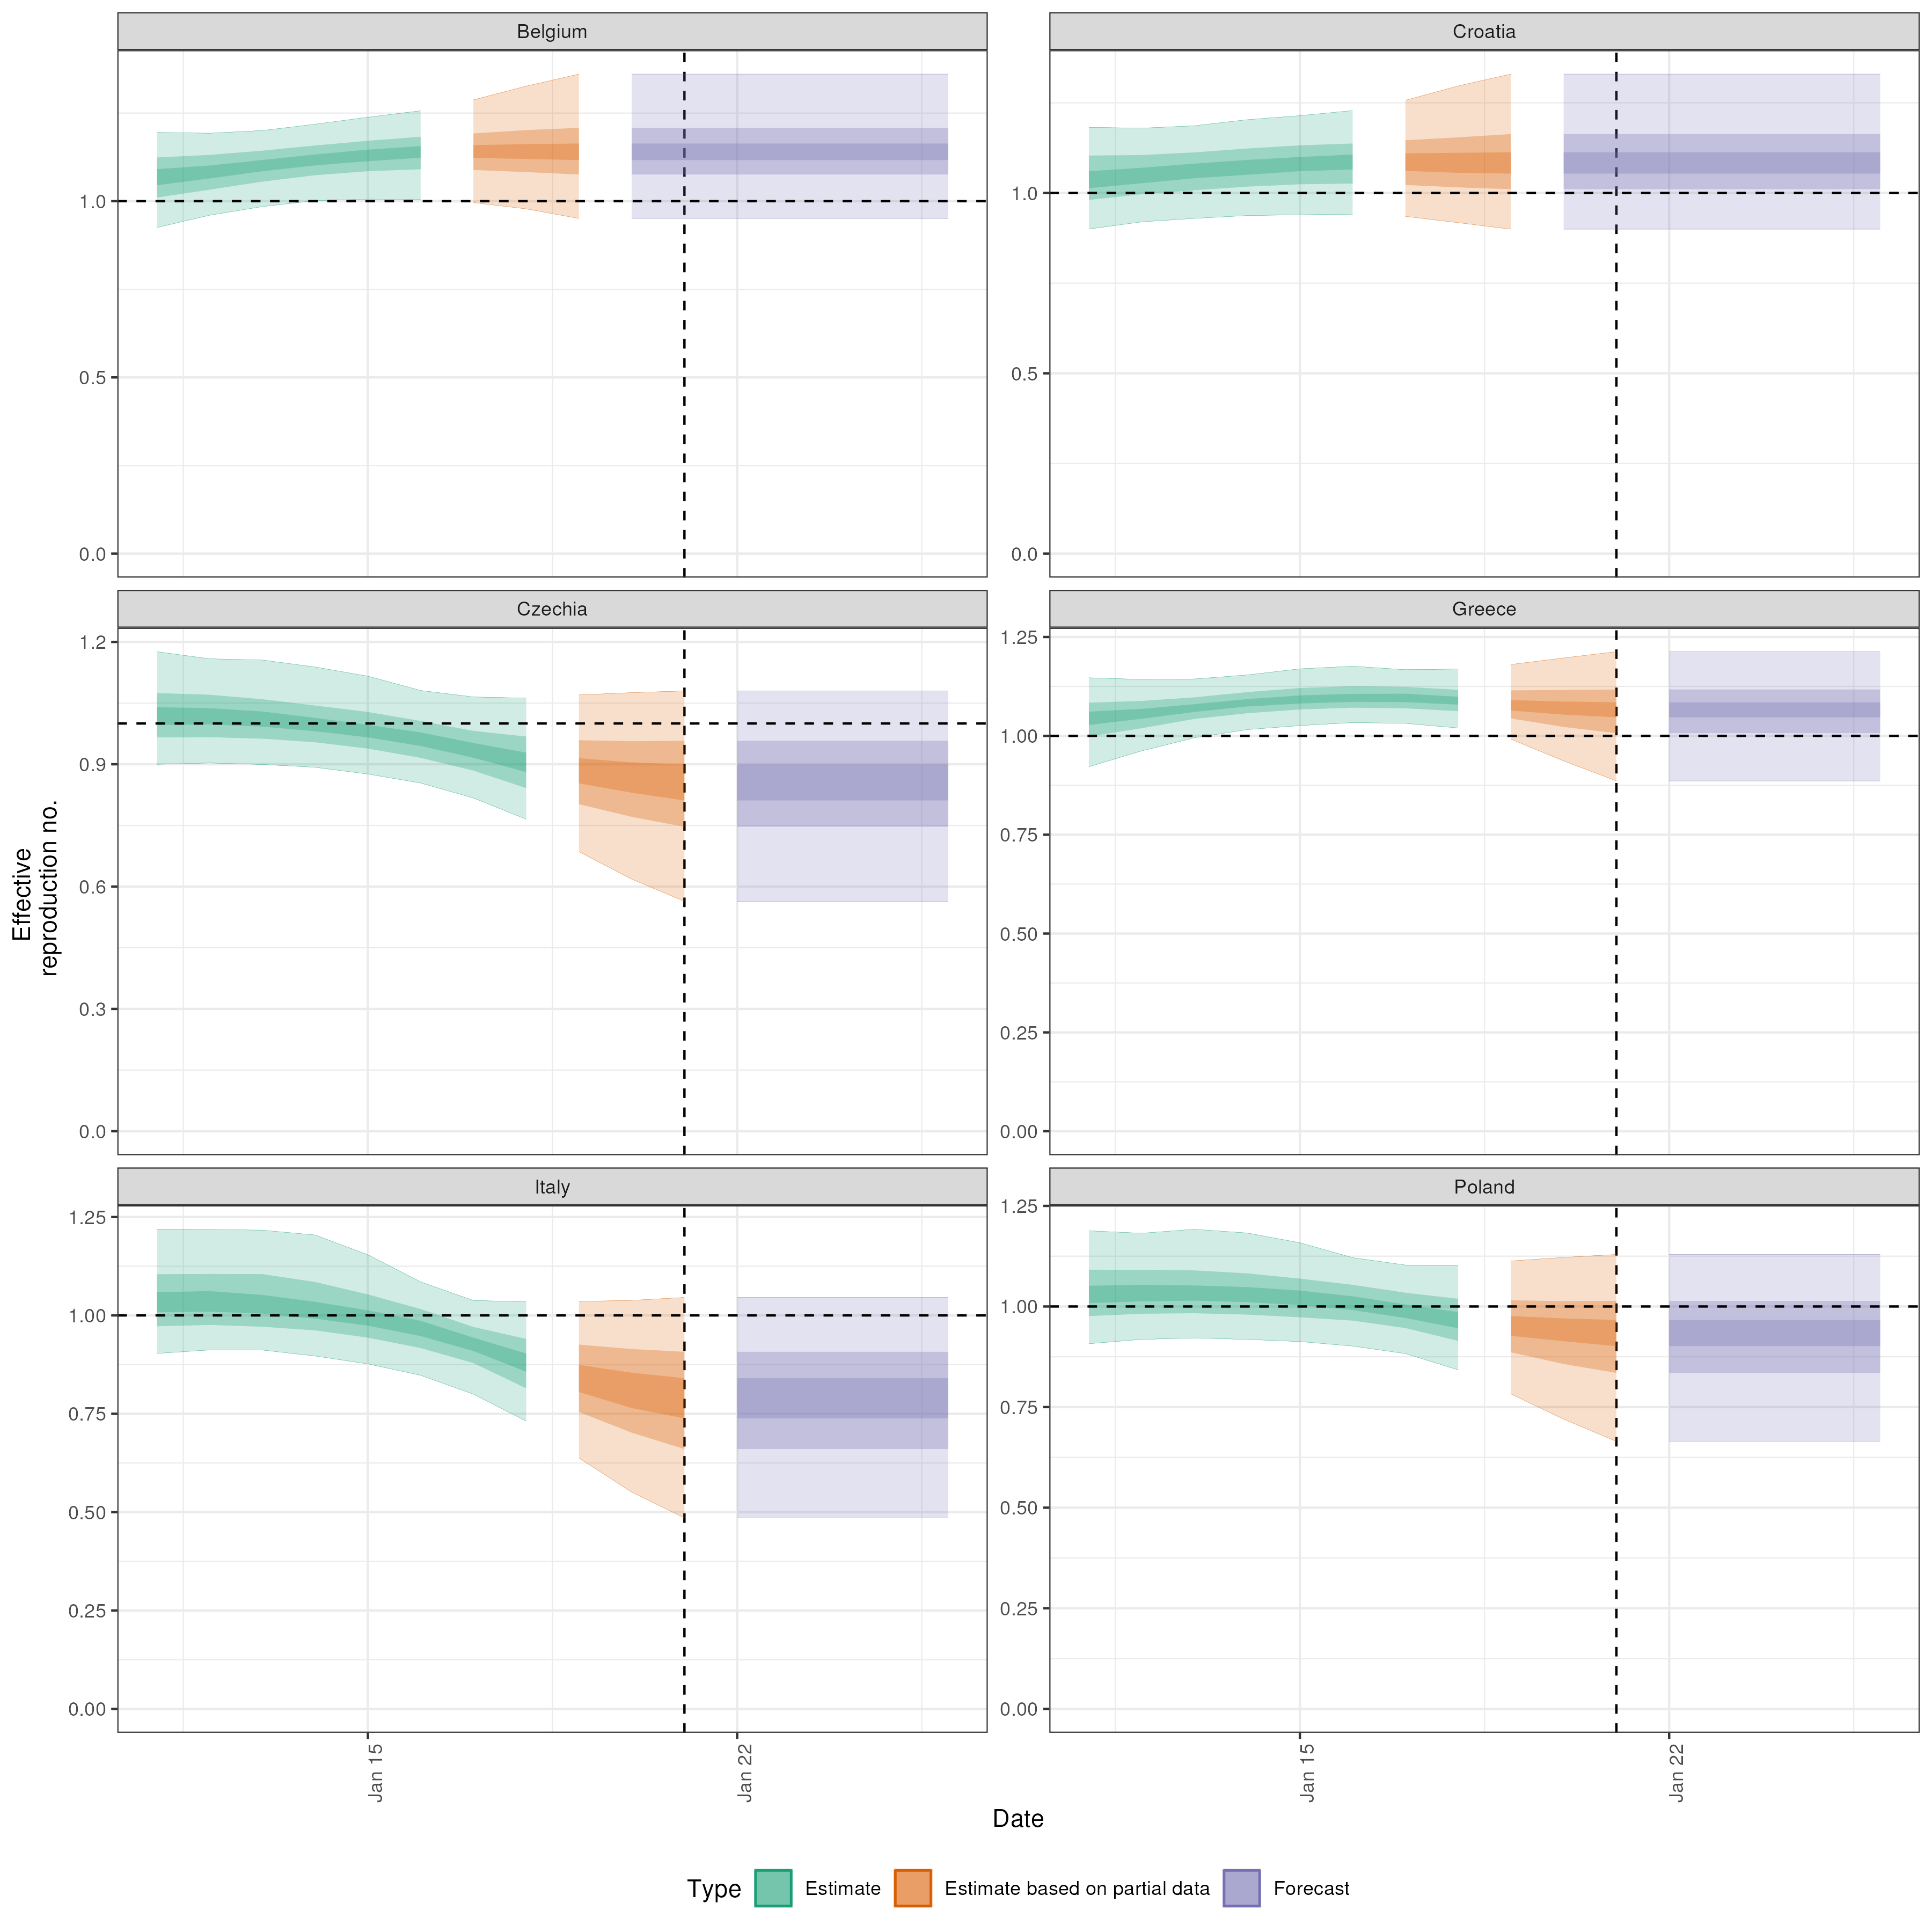 Belgium
Croatia
1.0
0.5
0.0
1.0
0.5
0.0
Czechia
Greece
1.2
0.9
0.6
0.3
0.0
1.25
1.00
0.75
0.50
0.25
0.00
Italy
Poland
1.25
1.00
0.75
0.50
0.25
0.00
1.25
1.00
0.75
0.50
0.25
0.00
Effective
reproduction no.
Jan 15
Jan 22
Jan 15
Jan 22
Date
Type
Estimate
Estimate based on partial data
Forecast